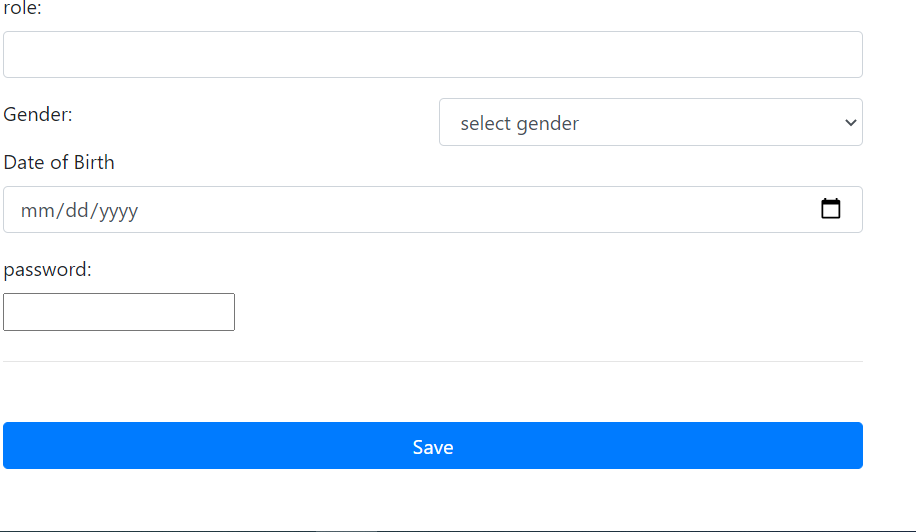 role:
Gender:
select gender
Date of Birth
mm/dd/yyyy
password:
Save